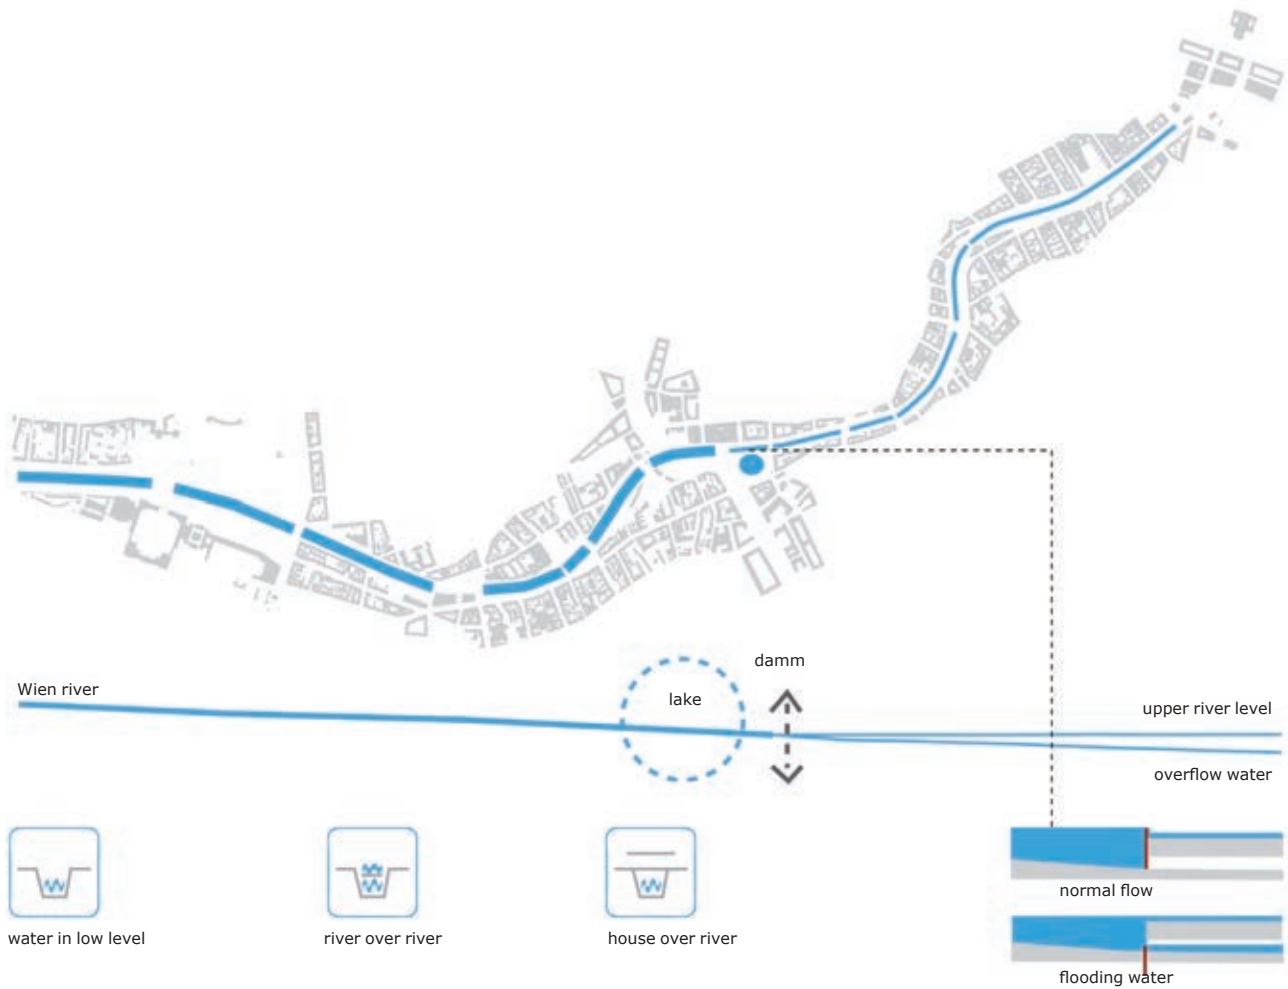 damm
Wien river
lake
upper river level
overflow water
normal flow
water in low level
river over river
house over river
flooding water